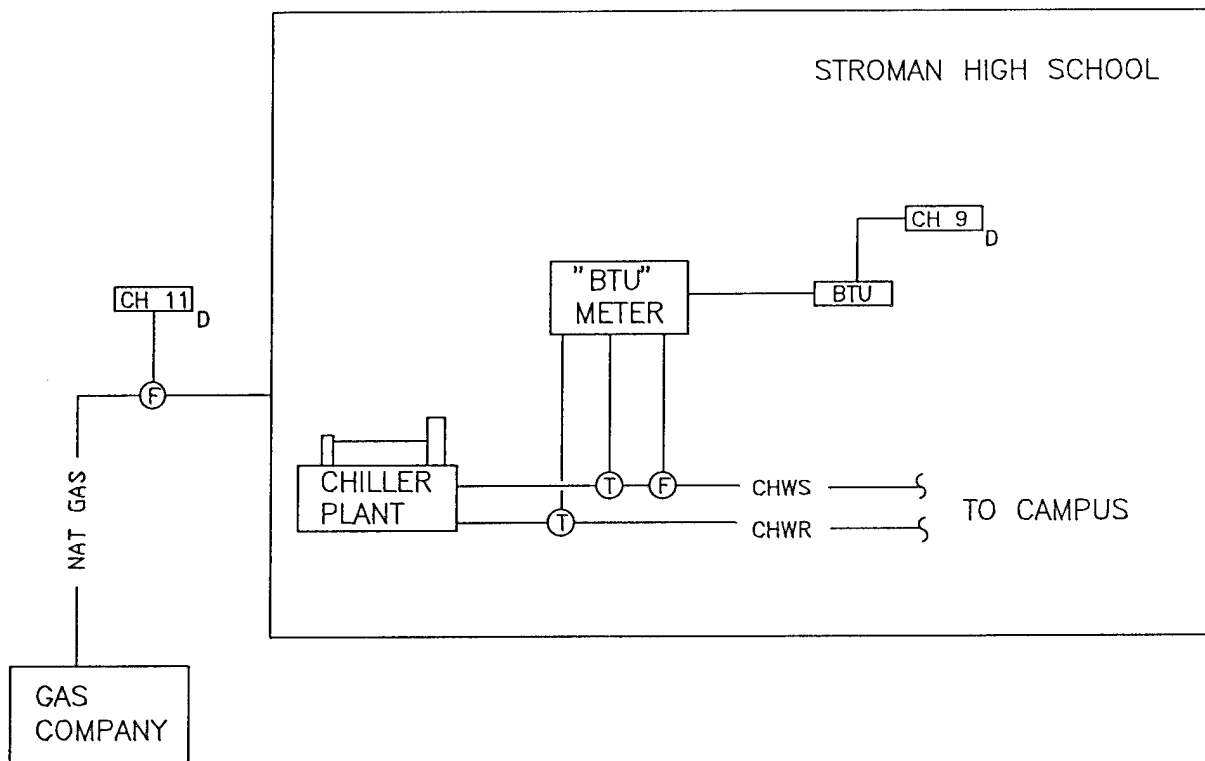 STROMAN HIGH SCHOOL
CH 9
D
"BTU"
METER
BTU
CH 11
D
F
CHILLER
PLANT
T
F
CHWS
T
CHWR
TO CAMPUS
NAT GAS
GAS
COMPANY